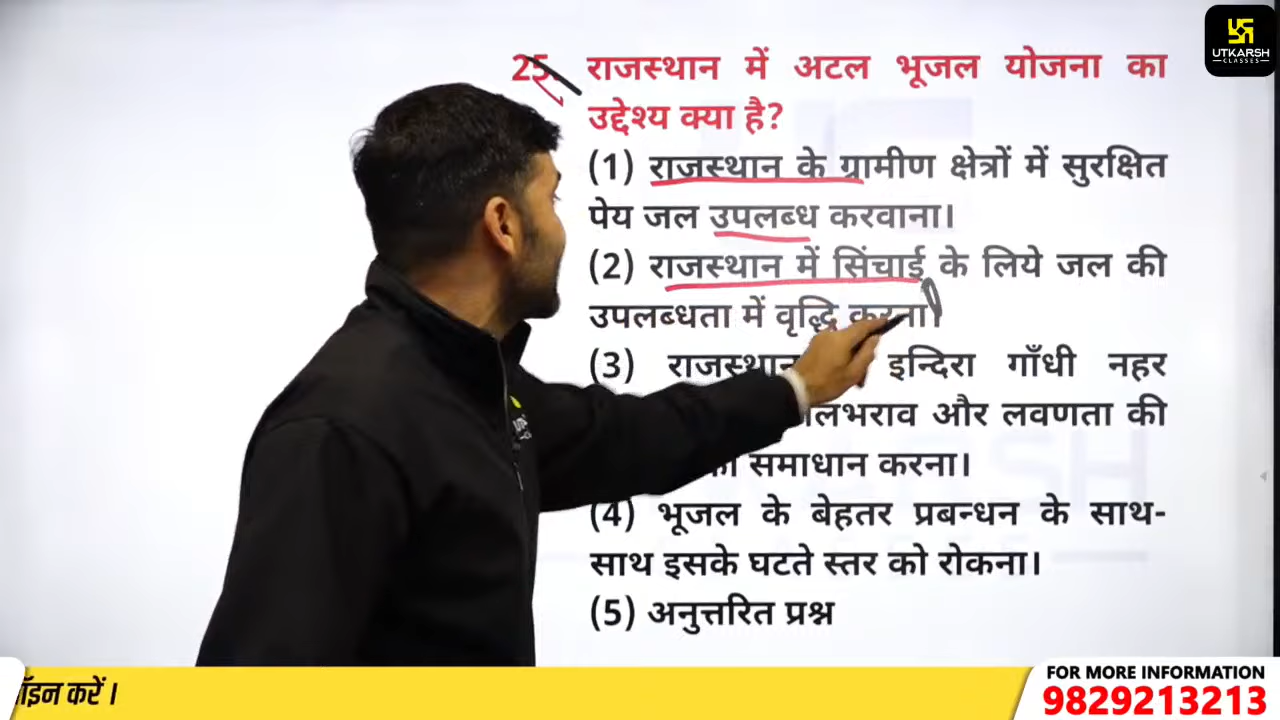 UTKARSH
CLASSES
25. राजस्थान में अटल भूजल योजना का
उद्देश्य क्या है?
(1) राजस्थान के ग्रामीण क्षेत्रों में सुरक्षित
पेय जल उपलब्ध करवाना।
(2) राजस्थान में सिंचाई के लिये जल की
उपलब्धता में वृद्धि करना।
(3) राजस्थान इन्दिरा गाँधी नहर
और लवणता की
समाधान करना।
(4) भूजल के बेहतर प्रबन्धन के साथ-
साथ इसके घटते स्तर को रोकना।
(5) अनुत्तरित प्रश्न
करें ।
FOR MORE INFORMATION
9829213213